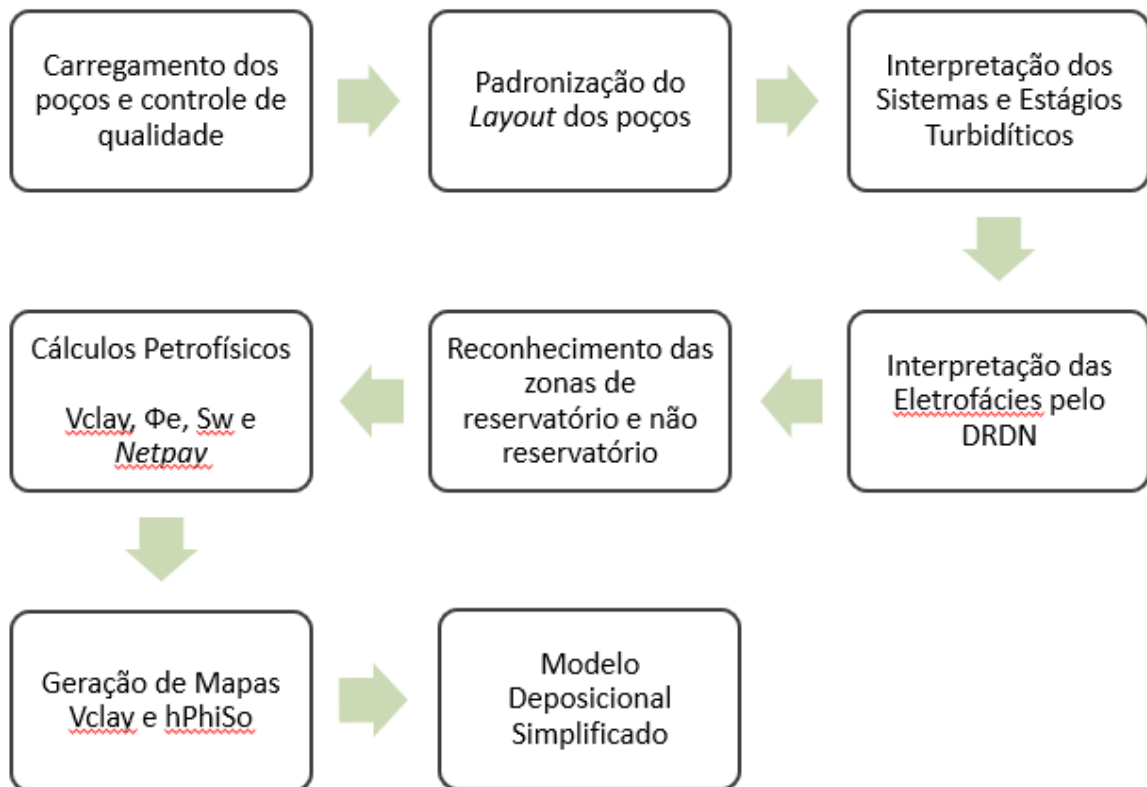 Carregamento dos
poços e controle de
qualidade
Padronização do
Layout dos poços
Interpretação dos
Sistemas e Estágios
Turbidíticos
Interpretação das
Eletrofácies pelo
DRDN
Reconhecimento das
zonas de
reservatório e não
reservatório
Cálculos Petrofísicos
Vclay, Φe, Sw e
Netpay
Geração de Mapas
Vclay e hPhiSo
Modelo
Deposicional
Simplificado